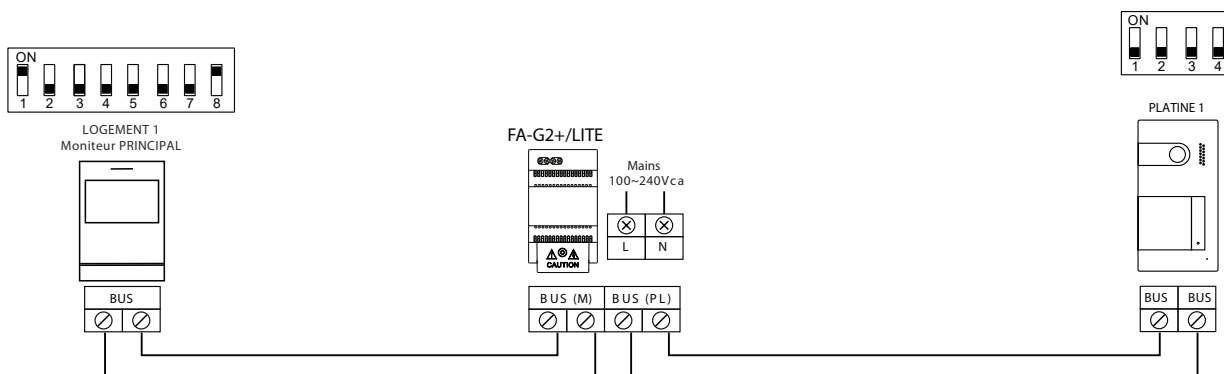 ON
1 2 3 4 5 6 7 8
LOGEMENT 1
Moniteur PRINCIPAL
BUS
FA-G2+/LITE
CAUTION
Mains
100~240Vca
L N
BUS (M) BUS (PL)
ON
1 2 3 4
PLATINE 1
BUS BUS